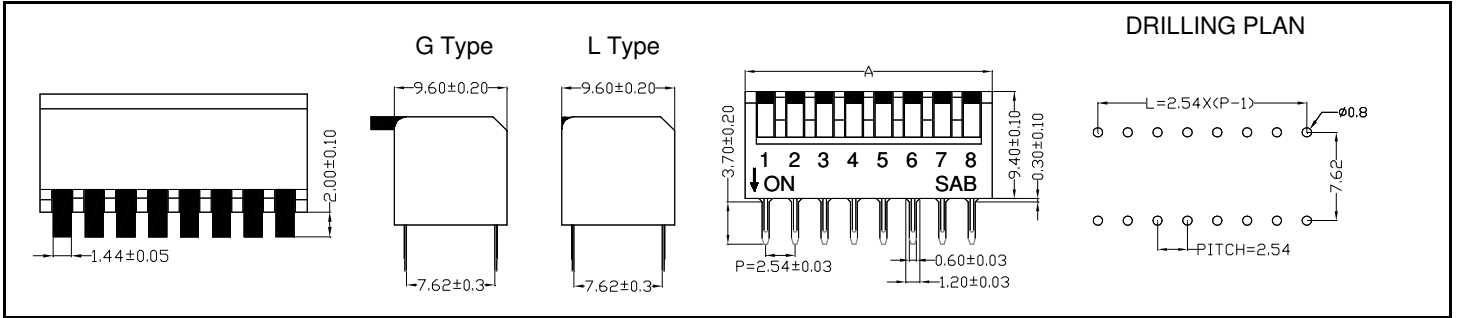 G Type
L Type
DRILLING PLAN
9.60±0.20
9.60±0.20
A
L=2.54X(P-1)
ø0.8
2.00±0.10
3.70±0.20
9.40±0.10
0.30±0.10
7.62
1 2 3 4 5 6 7 8
ON
SAB
1.44±0.05
7.62±0.3
7.62±0.3
P=2.54±0.03
0.60±0.03
1.20±0.03
PITCH=2.54